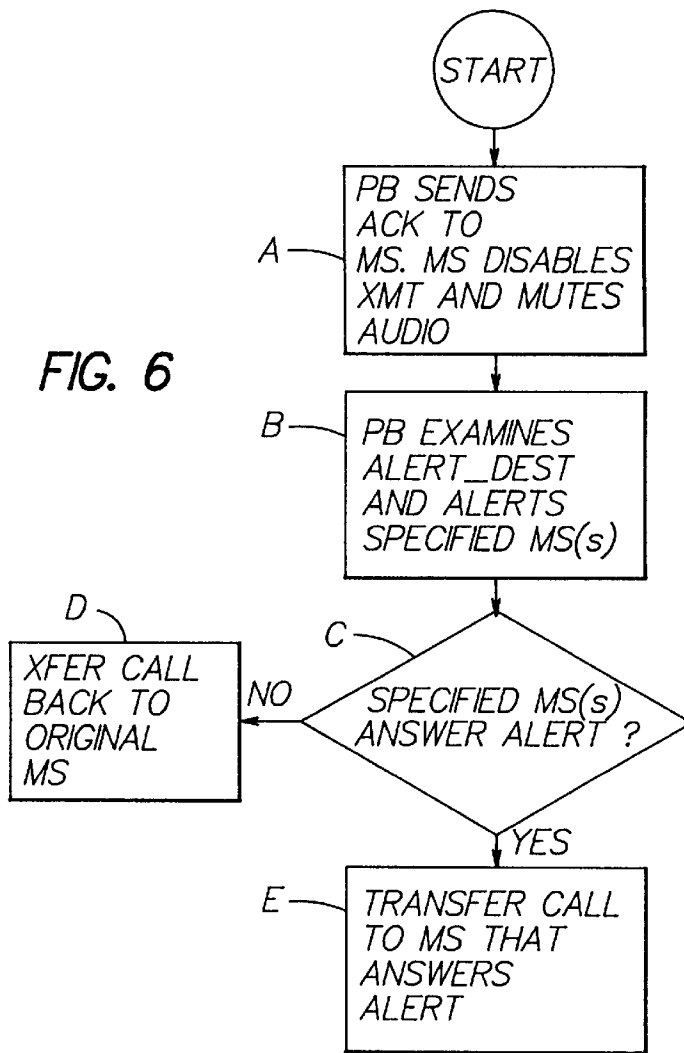 START
PB SENDS
ACK TO
MS. MS DISABLES
XMT AND MUTES
AUDIO
A
FIG. 6
B
PB EXAMINES
ALERT_DEST
AND ALERTS
SPECIFIED MS(s)
D
C
XFER CALL
BACK TO
ORIGINAL
MS
NO
SPECIFIED MS(s)
ANSWER ALERT ?
YES
E
TRANSFER CALL
TO MS THAT
ANSWERS
ALERT